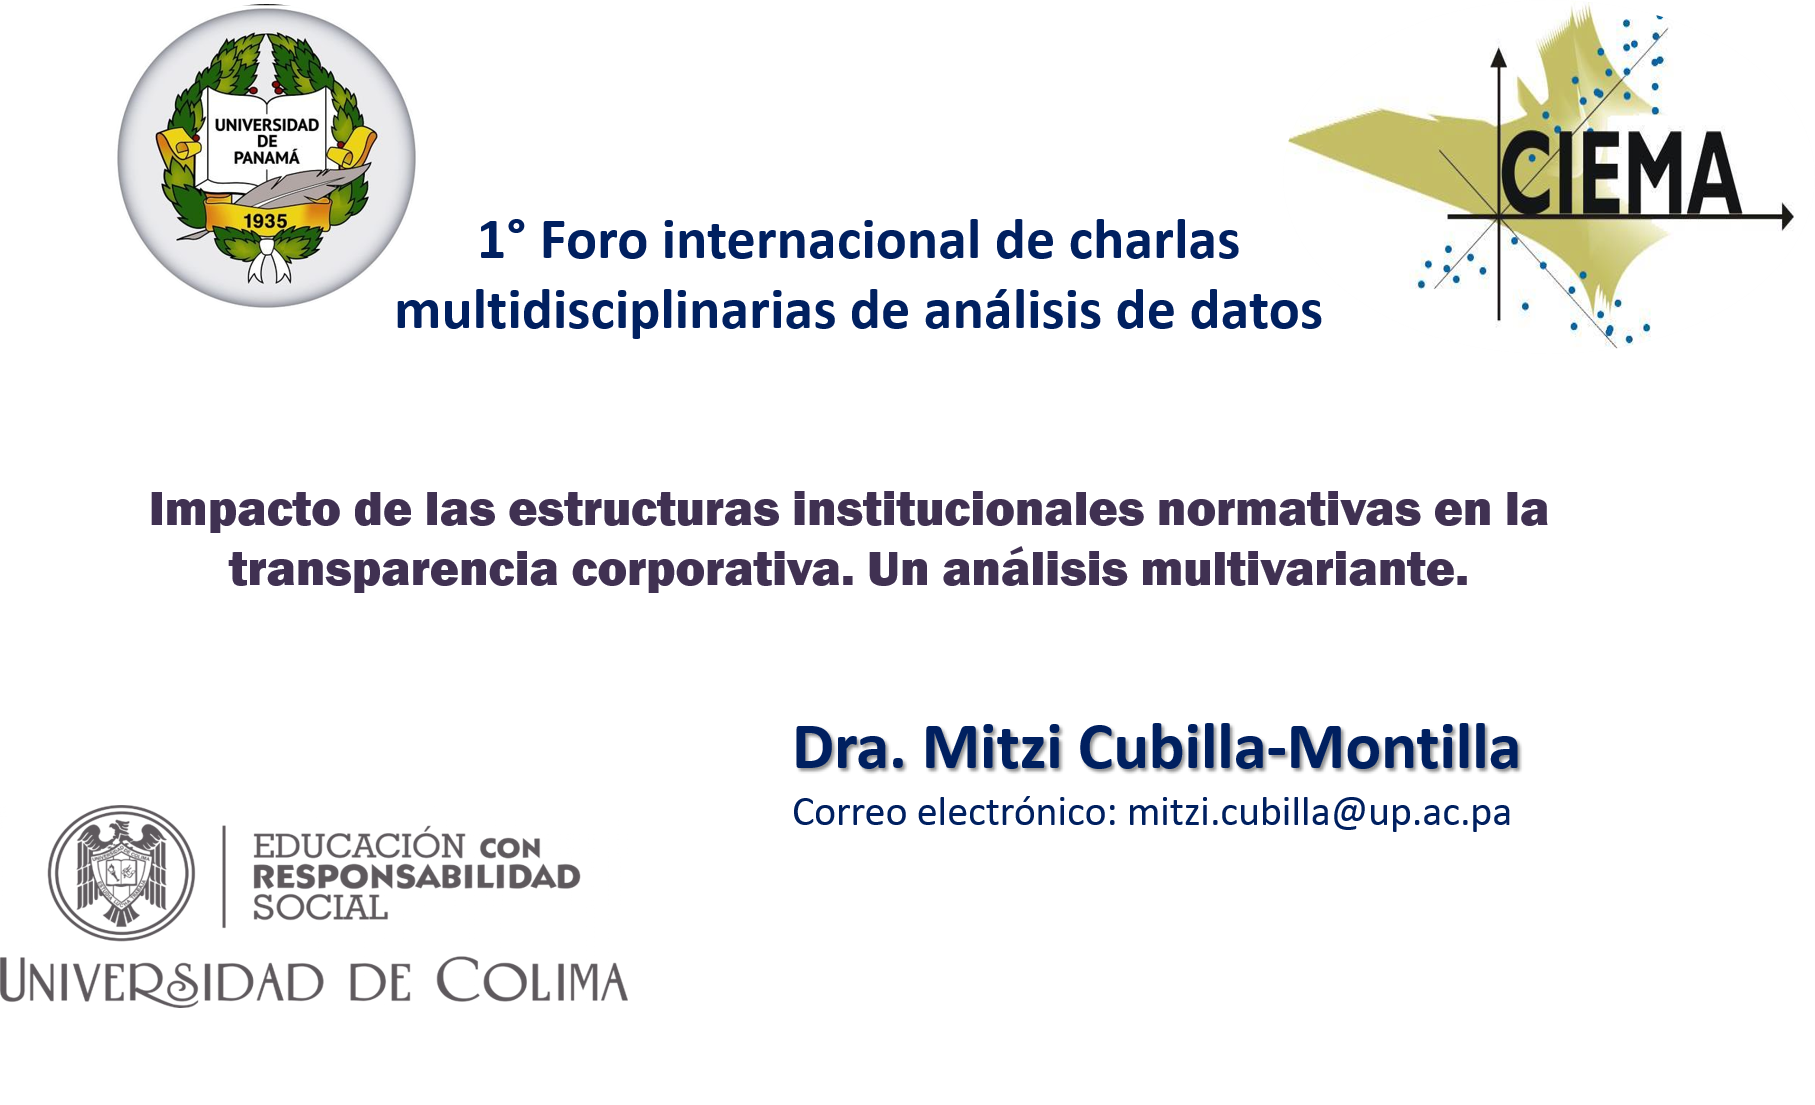 UNIVERSIDAD
DE
PANAMÁ
1935
CIEMA
1° Foro internacional de charlas
multidisciplinarias de análisis de datos
Impacto de las estructuras institucionales normativas en la
transparencia corporativa. Un análisis multivariante.
Dra. Mitzi Cubilla-Montilla
Correo electrónico: mitzi.cubilla@up.ac.pa
EDUCACIÓN CON
RESPONSABILIDAD
SOCIAL
UNIVERSIDAD DE COLIMA